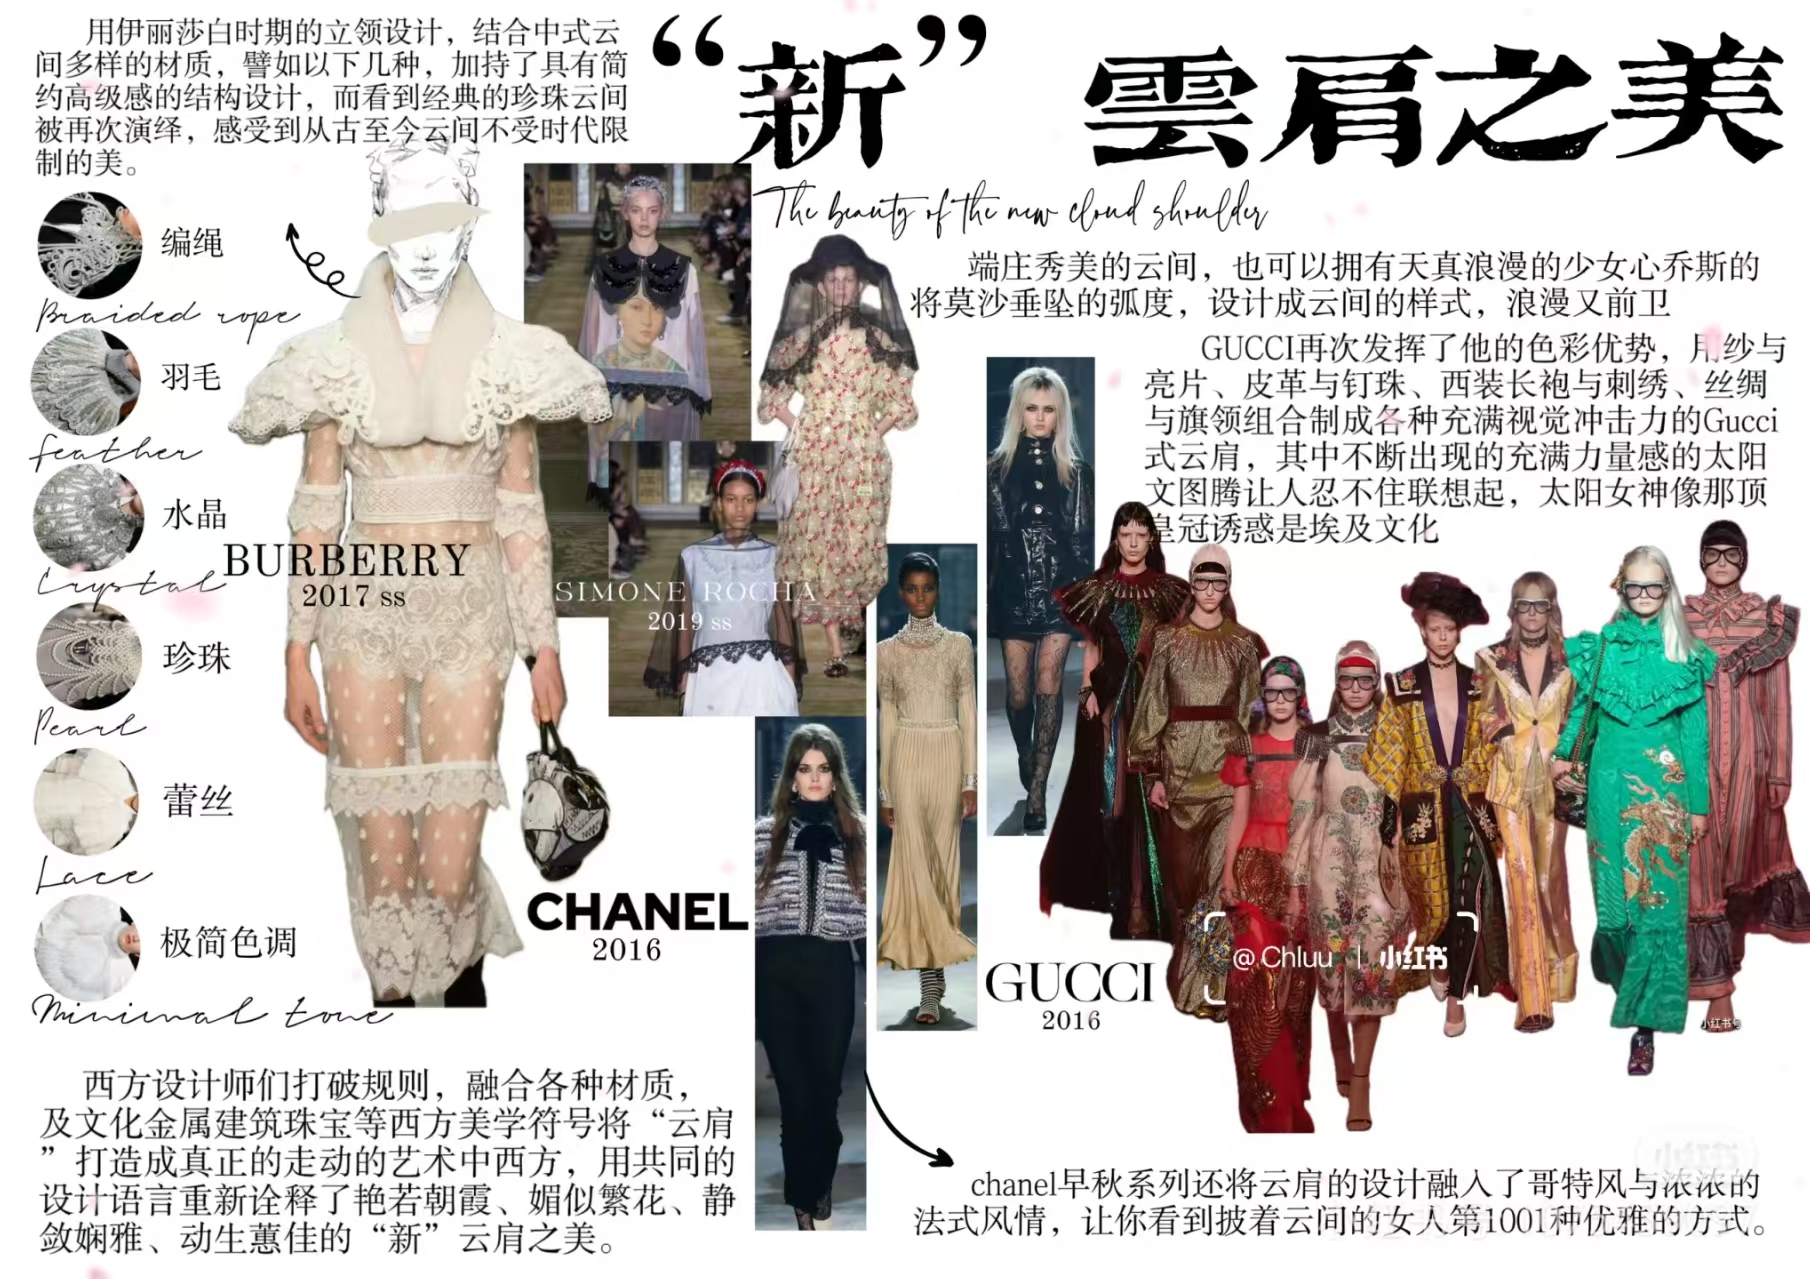 用伊丽莎白时期的立领设计，结合中式云
间多样的材质，譬如以下几种，加持了具有简
约高级感的结构设计，而看到经典的珍珠云间
被再次演绎，感受到从古至今云间不受时代限
制的美。
“新” 雲肩之美
The beauty of the new cloud shoulder
编绳
Braided rope
羽毛
feather
水晶
Crystal
珍珠
Pearl
蕾丝
Lace
极简色调
Minimal tone
BURBERRY
2017 ss
SIMONE ROCHA
2019 ss
端庄秀美的云间，也可以拥有天真浪漫的少女心乔斯的
将莫沙垂坠的弧度，设计成云间的样式，浪漫又前卫
GUCCI再次发挥了他的色彩优势，用纱与
亮片、皮革与钉珠、西装长袍与刺绣、丝绸
与旗领组合制成各种充满视觉冲击力的Gucci
式云肩，其中不断出现的充满力量感的太阳
文图腾让人忍不住联想起，太阳女神像那顶
皇冠诱惑是埃及文化
CHANEL
2016
GUCCI
2016
@Chluu | 小红书
小红书号
西方设计师们打破规则，融合各种材质，
及文化金属建筑珠宝等西方美学符号将“云肩
”打造成真正的走动的艺术中西方，用共同的
设计语言重新诠释了艳若朝霞、媚似繁花、静
敛娴雅、动生蕙佳的“新”云肩之美。
chanel早秋系列还将云肩的设计融入了哥特风与浓浓的
法式风情，让你看到披着云间的女人第1001种优雅的方式。
小红书